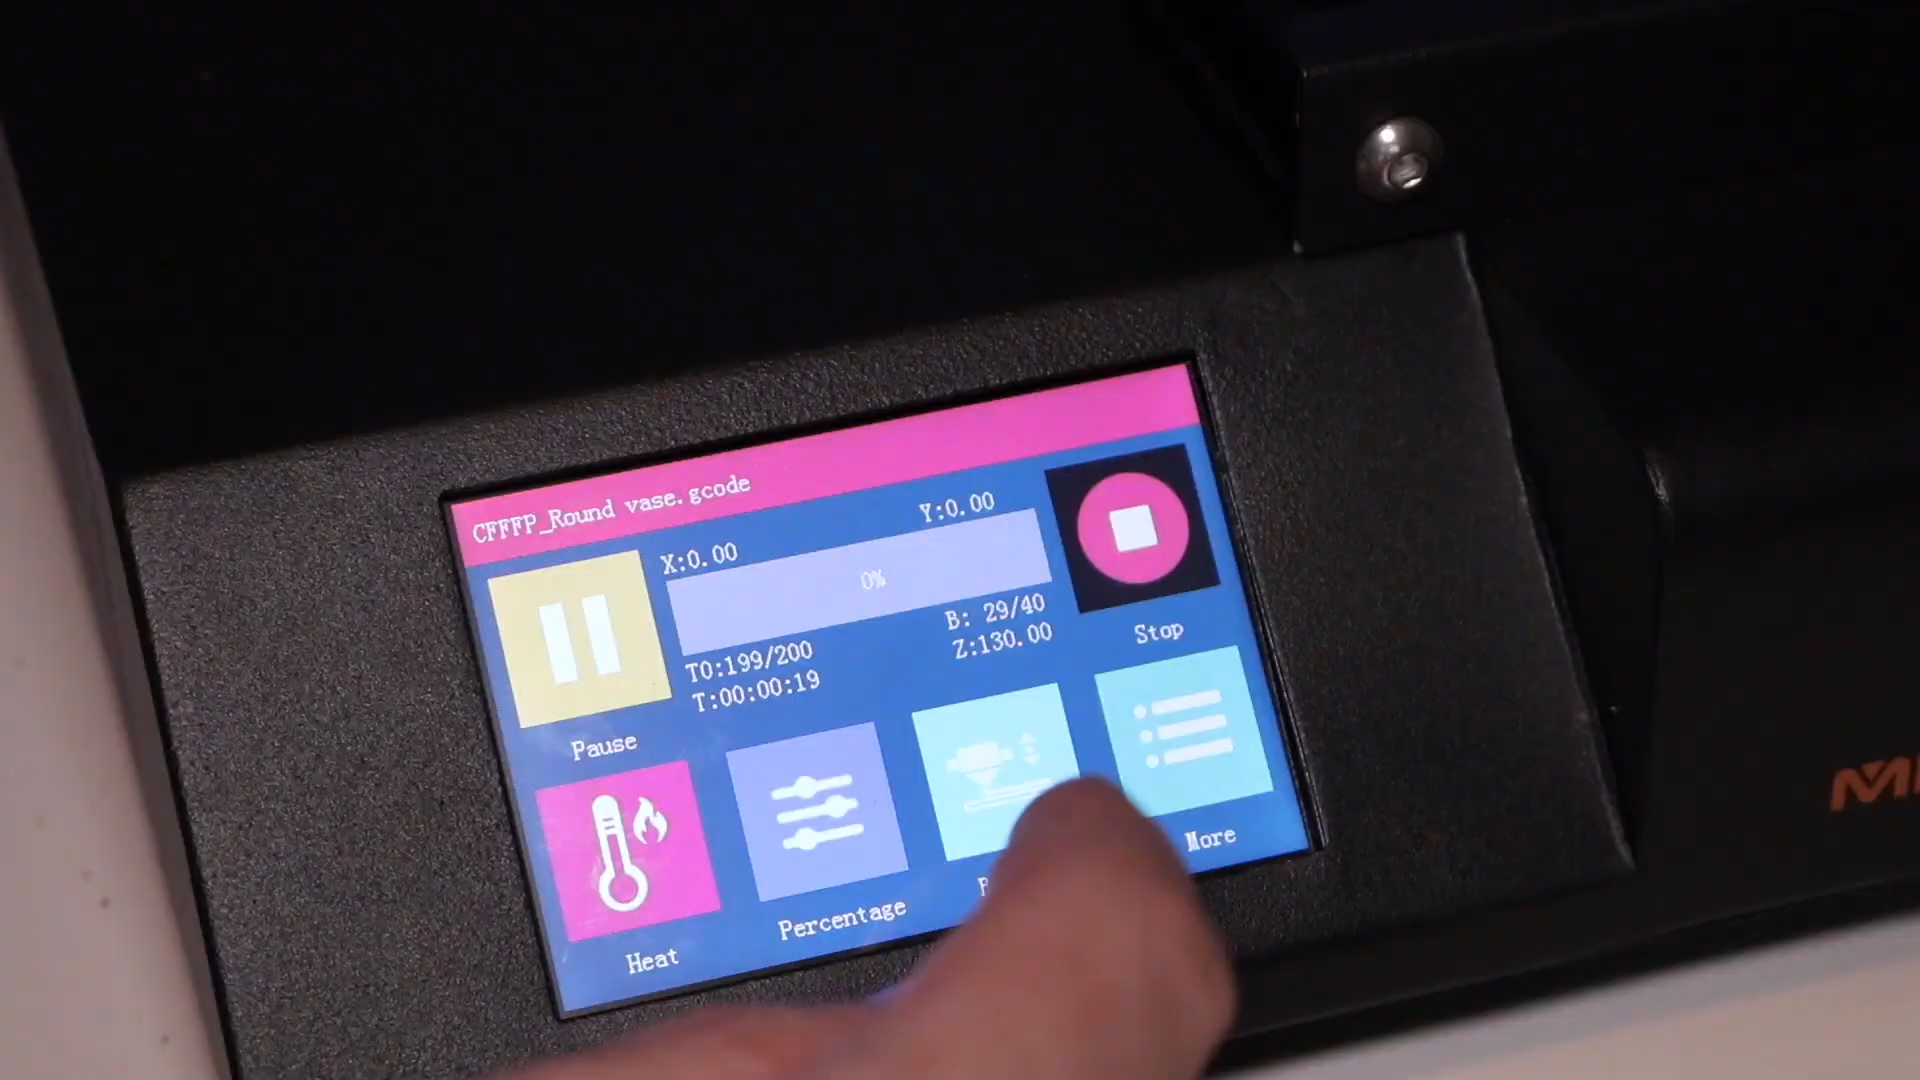 CFFFP_Round vase.gcode
X:0.00
Y:0.00
0%
T0:199/200
B: 29/40
T:00:00:19
Z:130.00
Stop
Pause
More
Percentage
Heat